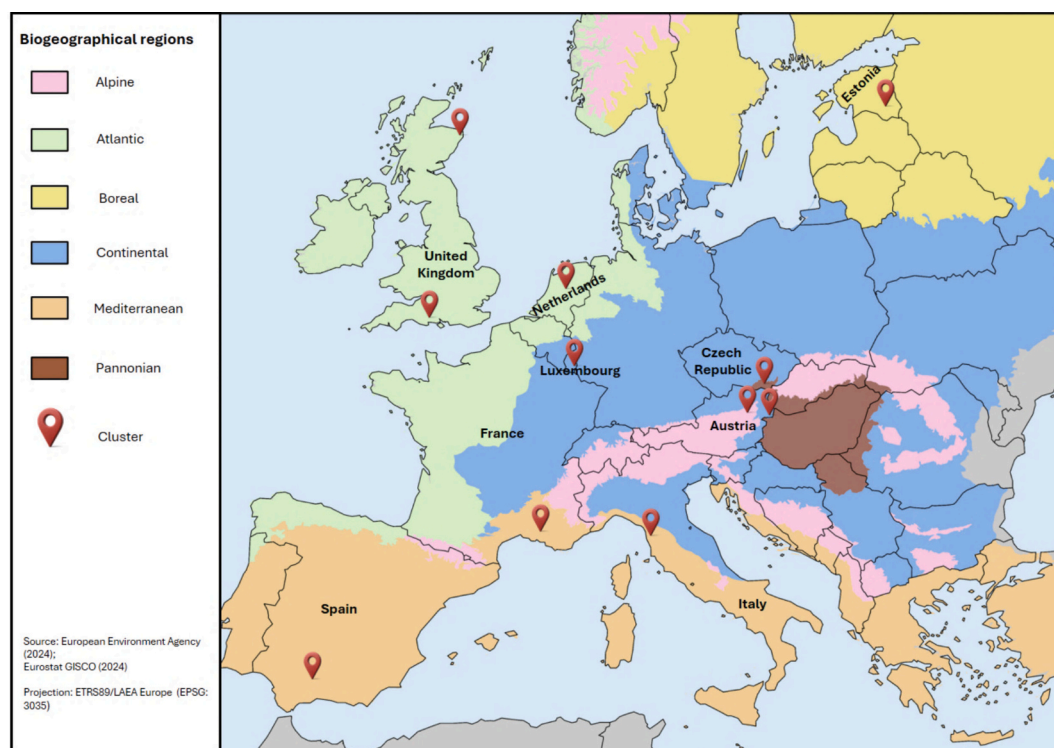 Biogeographical regions
Alpine
Atlantic
Boreal
Continental
Mediterranean
Pannonian
Cluster
Source: European Environment Agency
(2024);
Eurostat GISCO (2024)
Projection: ETRS89/LAEA Europe (EPSG:
3035)
Estonia
United
Kingdom
Netherlands
Luxembourg
Czech
Republic
Austria
France
Spain
Italy